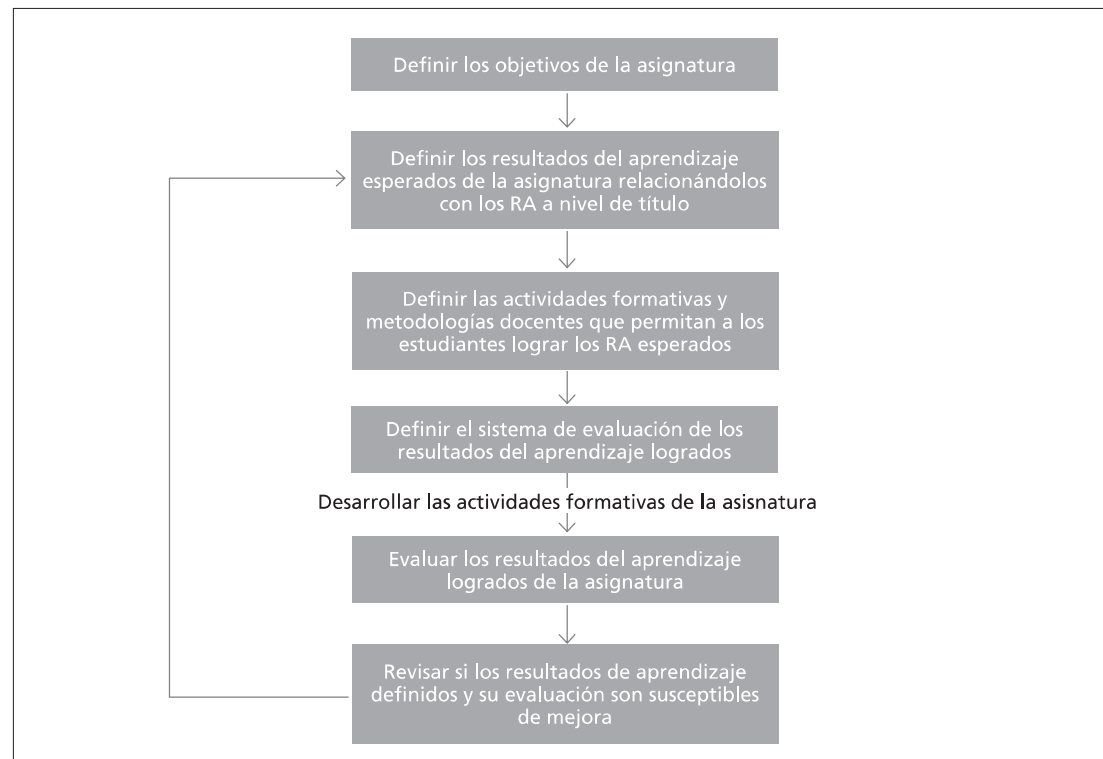 Definir los objetivos de la asignatura
Definir los resultados del aprendizaje
esperados de la asignatura relacionándolos
con los RA a nivel de título
Definir las actividades formativas y
metodologías docentes que permitan a los
estudiantes lograr los RA esperados
Definir el sistema de evaluación de los
resultados del aprendizaje logrados
Desarrollar las actividades formativas de la asisnatura
Evaluar los resultados del aprendizaje
logrados de la asignatura
Revisar si los resultados de aprendizaje
definidos y su evaluación son susceptibles
de mejora